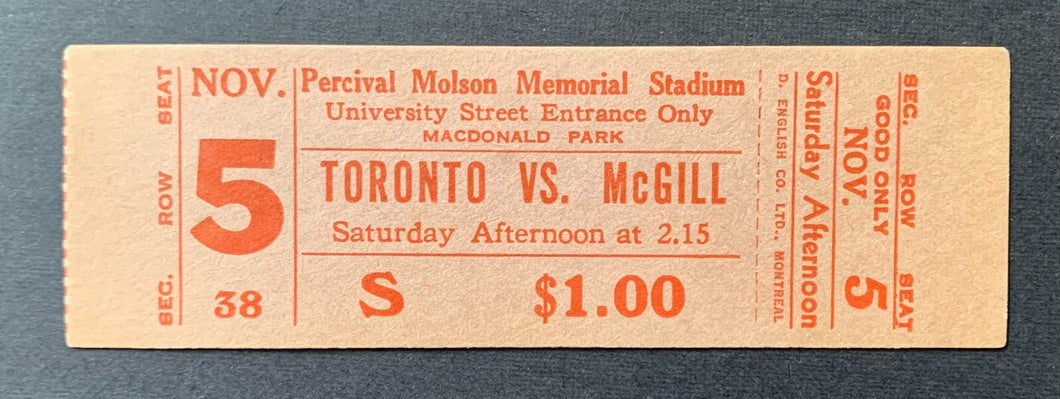 SEC. ROW SEAT
NOV.
5
38
Percival Molson Memorial Stadium
University Street Entrance Only
MACDONALD PARK
TORONTO VS. McGILL
Saturday Afternoon at 2.15
S $1.00
D. ENGLISH CO. LTD., MONTREAL
Saturday Afternoon
NOV. 5
GOOD ONLY
SEC. ROW SEAT